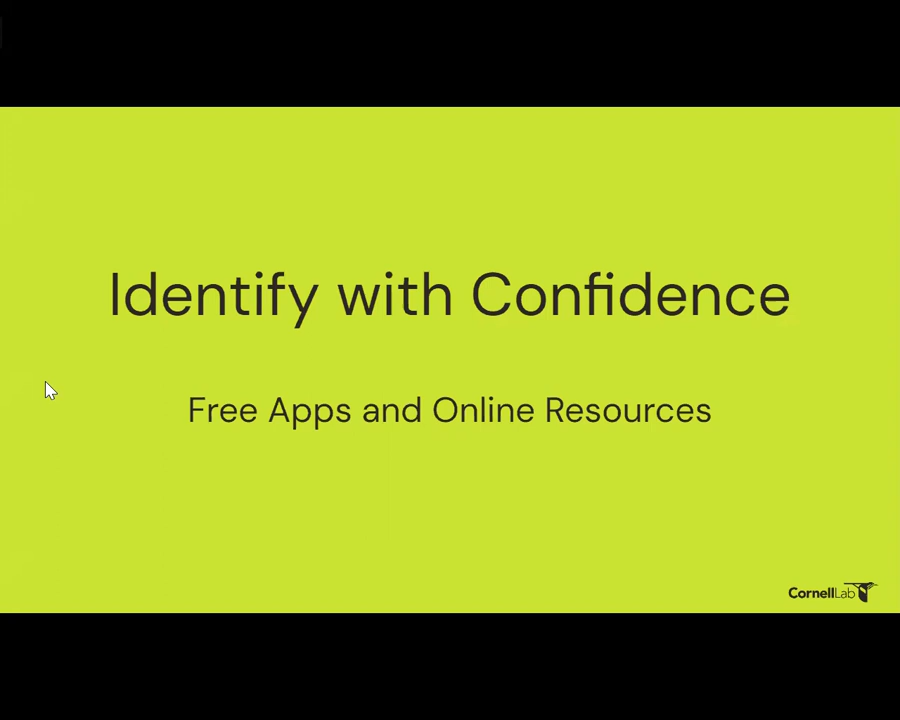 Identify with Confidence
Free Apps and Online Resources
CornellLab